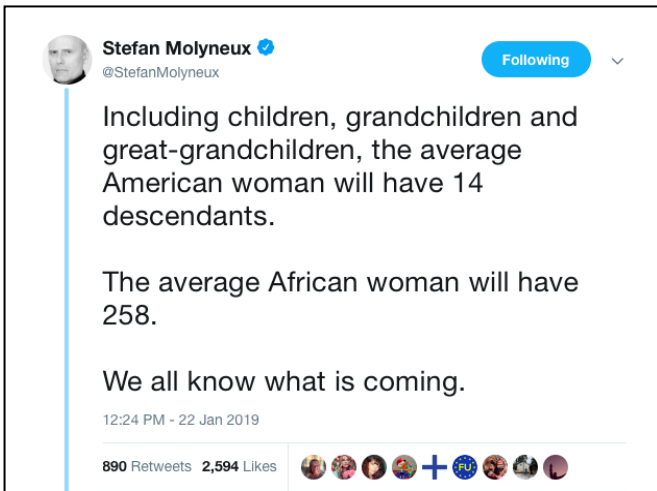 Stefan Molyneux
@StefanMolyneux
Following
Including children, grandchildren and
great-grandchildren, the average
American woman will have 14
descendants.
The average African woman will have
258.
We all know what is coming.
12:24 PM - 22 Jan 2019
890 Retweets 2,594 Likes
FU